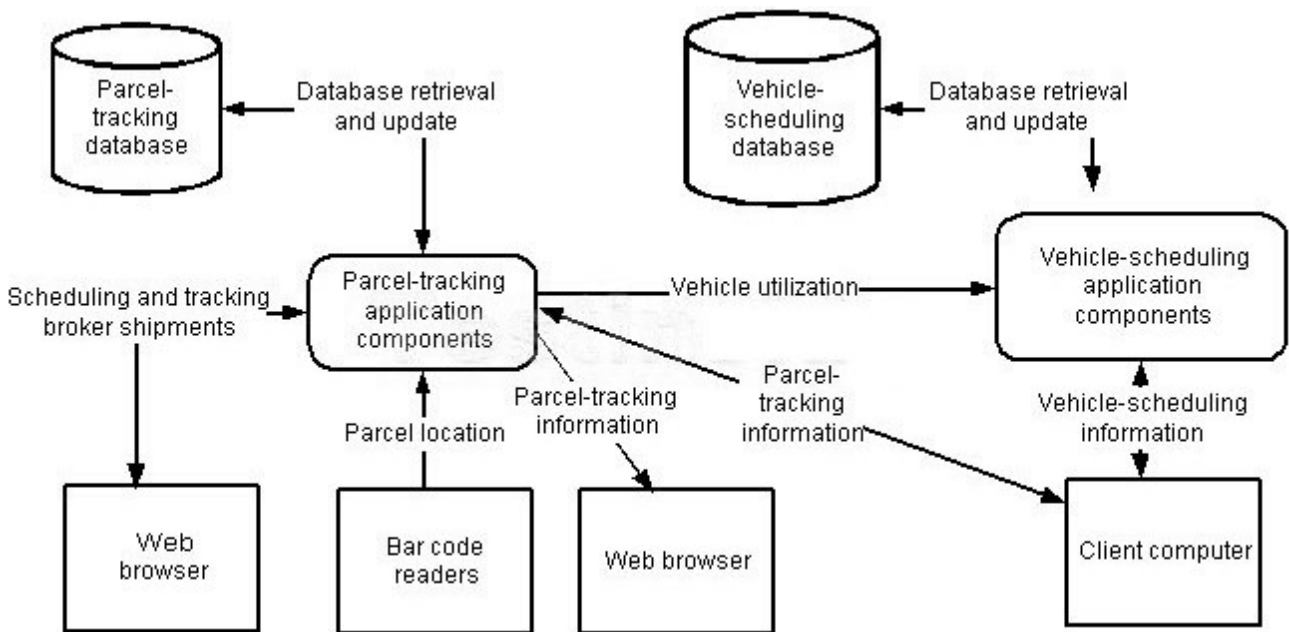 Parcel-
tracking
database
Database retrieval
and update
Vehicle-
scheduling
database
Database retrieval
and update
Scheduling and tracking
broker shipments
Parcel-tracking
application
components
Vehicle utilization
Vehicle-scheduling
application
components
Parcel location
Parcel-tracking
information
Parcel-
tracking
information
Vehicle-scheduling
information
Web
browser
Bar code
readers
Web browser
Client computer